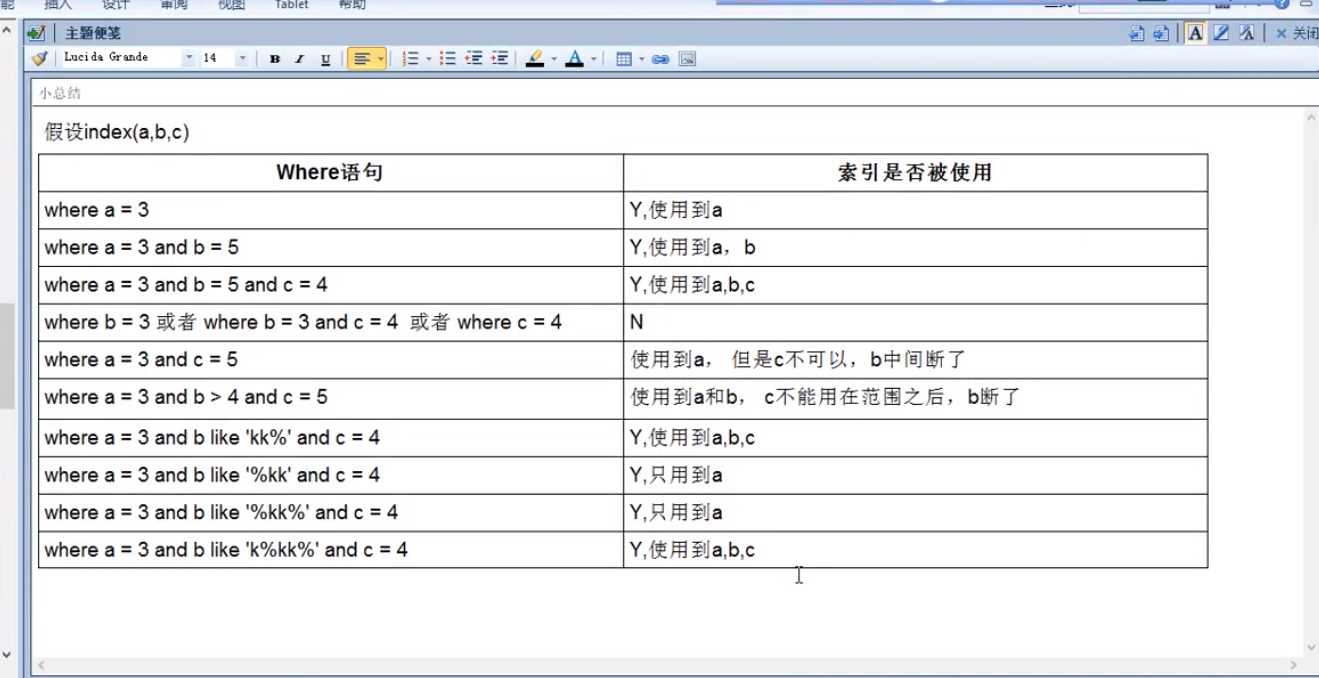 插入 设计 审阅 视图 Tablet 帮助
主题便笺 关闭
Lucida Grande 14 B I U A
小总结
假设index(a,b,c)
Where语句 索引是否被使用
where a = 3 Y,使用到a
where a = 3 and b = 5 Y,使用到a，b
where a = 3 and b = 5 and c = 4 Y,使用到a,b,c
where b = 3 或者 where b = 3 and c = 4 或者 where c = 4 N
where a = 3 and c = 5 使用到a， 但是c不可以，b中间断了
where a = 3 and b > 4 and c = 5 使用到a和b， c不能用在范围之后，b断了
where a = 3 and b like 'kk%' and c = 4 Y,使用到a,b,c
where a = 3 and b like '%kk' and c = 4 Y,只用到a
where a = 3 and b like '%kk%' and c = 4 Y,只用到a
where a = 3 and b like 'k%kk%' and c = 4 Y,使用到a,b,c